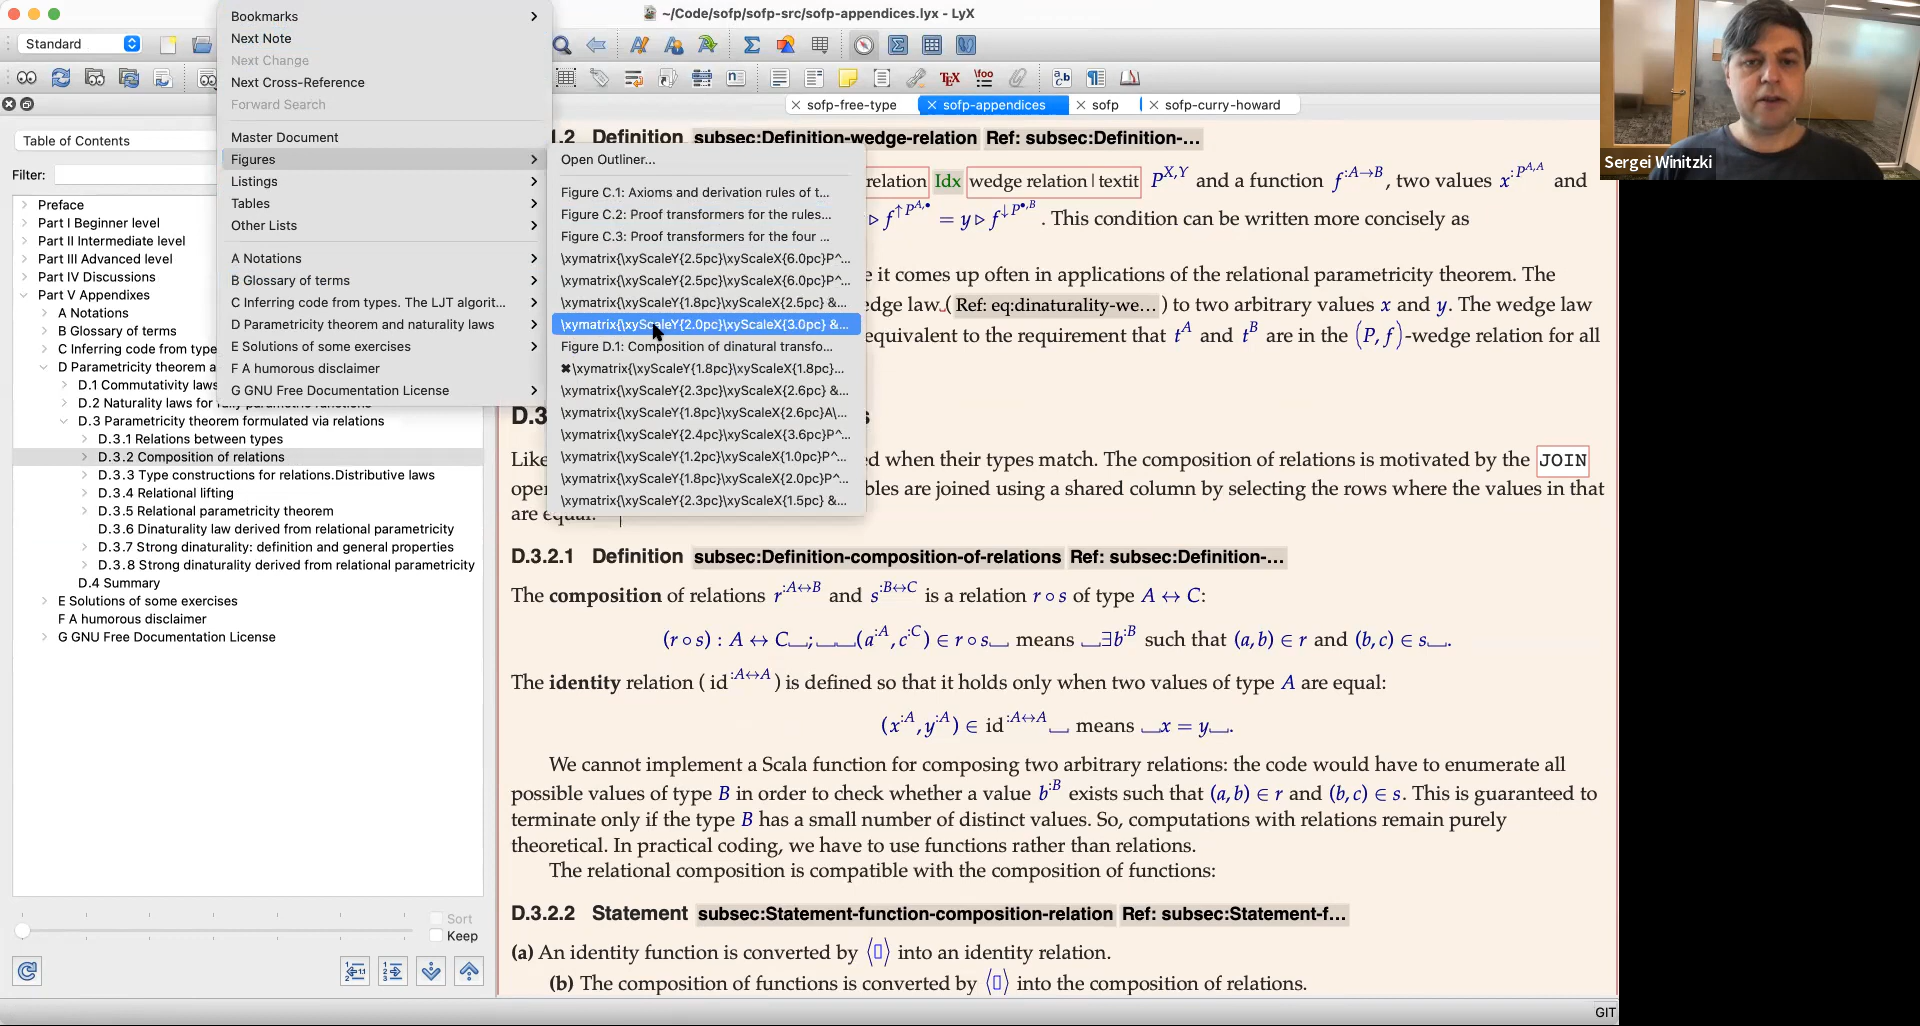 ~/Code/sofp/sofp-src/sofp-appendices.lyx - LyX
Standard
sofp-free-type
sofp-appendices
sofp
sofp-curry-howard
Table of Contents
Filter:
Preface
Part I Beginner level
Part II Intermediate level
Part III Advanced level
Part IV Discussions
Part V Appendixes
A Notations
B Glossary of terms
C Inferring code from type
D Parametricity theorem a
D.1 Commutativity laws
D.2 Naturality laws for fully parametric functions
D.3 Parametricity theorem formulated via relations
D.3.1 Relations between types
D.3.2 Composition of relations
D.3.3 Type constructions for relations.Distributive laws
D.3.4 Relational lifting
D.3.5 Relational parametricity theorem
D.3.6 Dinaturality law derived from relational parametricity
D.3.7 Strong dinaturality: definition and general properties
D.3.8 Strong dinaturality derived from relational parametricity
D.4 Summary
E Solutions of some exercises
F A humorous disclaimer
G GNU Free Documentation License
Sort
Keep
Bookmarks
Next Note
Next Change
Next Cross-Reference
Forward Search
Master Document
Figures
Listings
Tables
Other Lists
A Notations
B Glossary of terms
C Inferring code from types. The LJT algorit...
D Parametricity theorem and naturality laws
E Solutions of some exercises
F A humorous disclaimer
G GNU Free Documentation License
Open Outliner...
Figure C.1: Axioms and derivation rules of t...
Figure C.2: Proof transformers for the rules...
Figure C.3: Proof transformers for the four ...
\xymatrix{\xyScaleY{2.5pc}\xyScaleX{6.0pc}P^...
\xymatrix{\xyScaleY{2.5pc}\xyScaleX{6.0pc}P^...
\xymatrix{\xyScaleY{1.8pc}\xyScaleX{2.5pc} &...
\xymatrix{\xyScaleY{2.0pc}\xyScaleX{3.0pc} &...
Figure D.1: Composition of dinatural transfo...
✖\xymatrix{\xyScaleY{1.8pc}\xyScaleX{1.8pc}...
\xymatrix{\xyScaleY{2.3pc}\xyScaleX{2.6pc} &...
\xymatrix{\xyScaleY{1.8pc}\xyScaleX{2.6pc}A\...
\xymatrix{\xyScaleY{2.4pc}\xyScaleX{3.6pc}P^...
\xymatrix{\xyScaleY{1.2pc}\xyScaleX{1.0pc}P^...
\xymatrix{\xyScaleY{1.8pc}\xyScaleX{2.0pc}P^...
\xymatrix{\xyScaleY{2.3pc}\xyScaleX{1.5pc} &...
1.2 Definition subsec:Definition-wedge-relation Ref: subsec:Definition-...
relation Idx wedge relation | textit P^{X,Y} and a function f^{:A→B}, two values x^{:P^{A,A}} and
▷ f^{↑P^{A,•}} = y ▷ f^{↓P^{•,B}}. This condition can be written more concisely as
e it comes up often in applications of the relational parametricity theorem. The
edge law (Ref: eq:dinaturality-we...) to two arbitrary values x and y. The wedge law
equivalent to the requirement that t^A and t^B are in the (P, f)-wedge relation for all
D.3
Like d when their types match. The composition of relations is motivated by the JOIN
oper bles are joined using a shared column by selecting the rows where the values in that
are equal.
D.3.2.1 Definition subsec:Definition-composition-of-relations Ref: subsec:Definition-...
The composition of relations r^{:A↔B} and s^{:B↔C} is a relation r ∘ s of type A ↔ C:
(r ∘ s) : A ↔ C ; (a^{:A}, c^{:C}) ∈ r ∘ s means ∃b^{:B} such that (a, b) ∈ r and (b, c) ∈ s .
The identity relation ( id^{:A↔A} ) is defined so that it holds only when two values of type A are equal:
(x^{:A}, y^{:A}) ∈ id^{:A↔A} means x = y .
We cannot implement a Scala function for composing two arbitrary relations: the code would have to enumerate all
possible values of type B in order to check whether a value b^{:B} exists such that (a, b) ∈ r and (b, c) ∈ s. This is guaranteed to
terminate only if the type B has a small number of distinct values. So, computations with relations remain purely
theoretical. In practical coding, we have to use functions rather than relations.
The relational composition is compatible with the composition of functions:
D.3.2.2 Statement subsec:Statement-function-composition-relation Ref: subsec:Statement-f...
(a) An identity function is converted by ⟨▯⟩ into an identity relation.
(b) The composition of functions is converted by ⟨▯⟩ into the composition of relations.
GIT
Sergei Winitzki